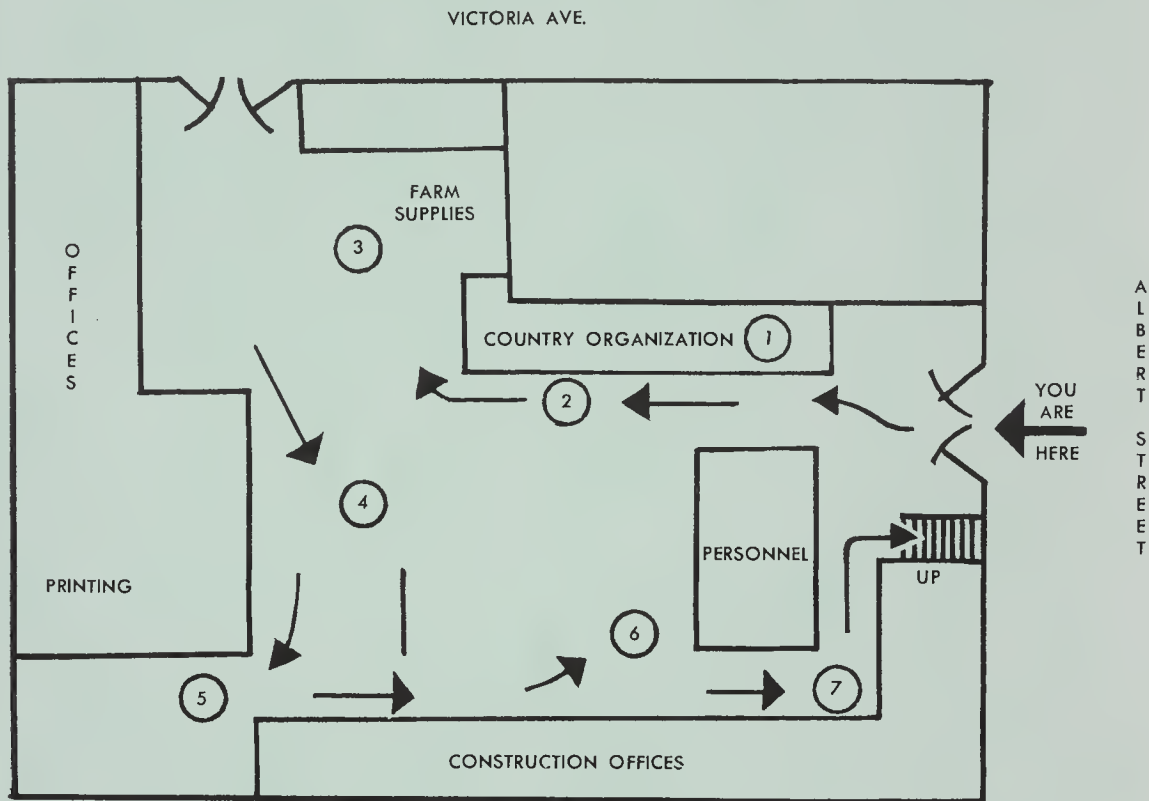 VICTORIA AVE.
FARM
SUPPLIES
3
OFFICES
COUNTRY ORGANIZATION 1
2
YOU
ARE
HERE
ALBERT STREET
4
PERSONNEL
UP
PRINTING
6
5
7
CONSTRUCTION OFFICES